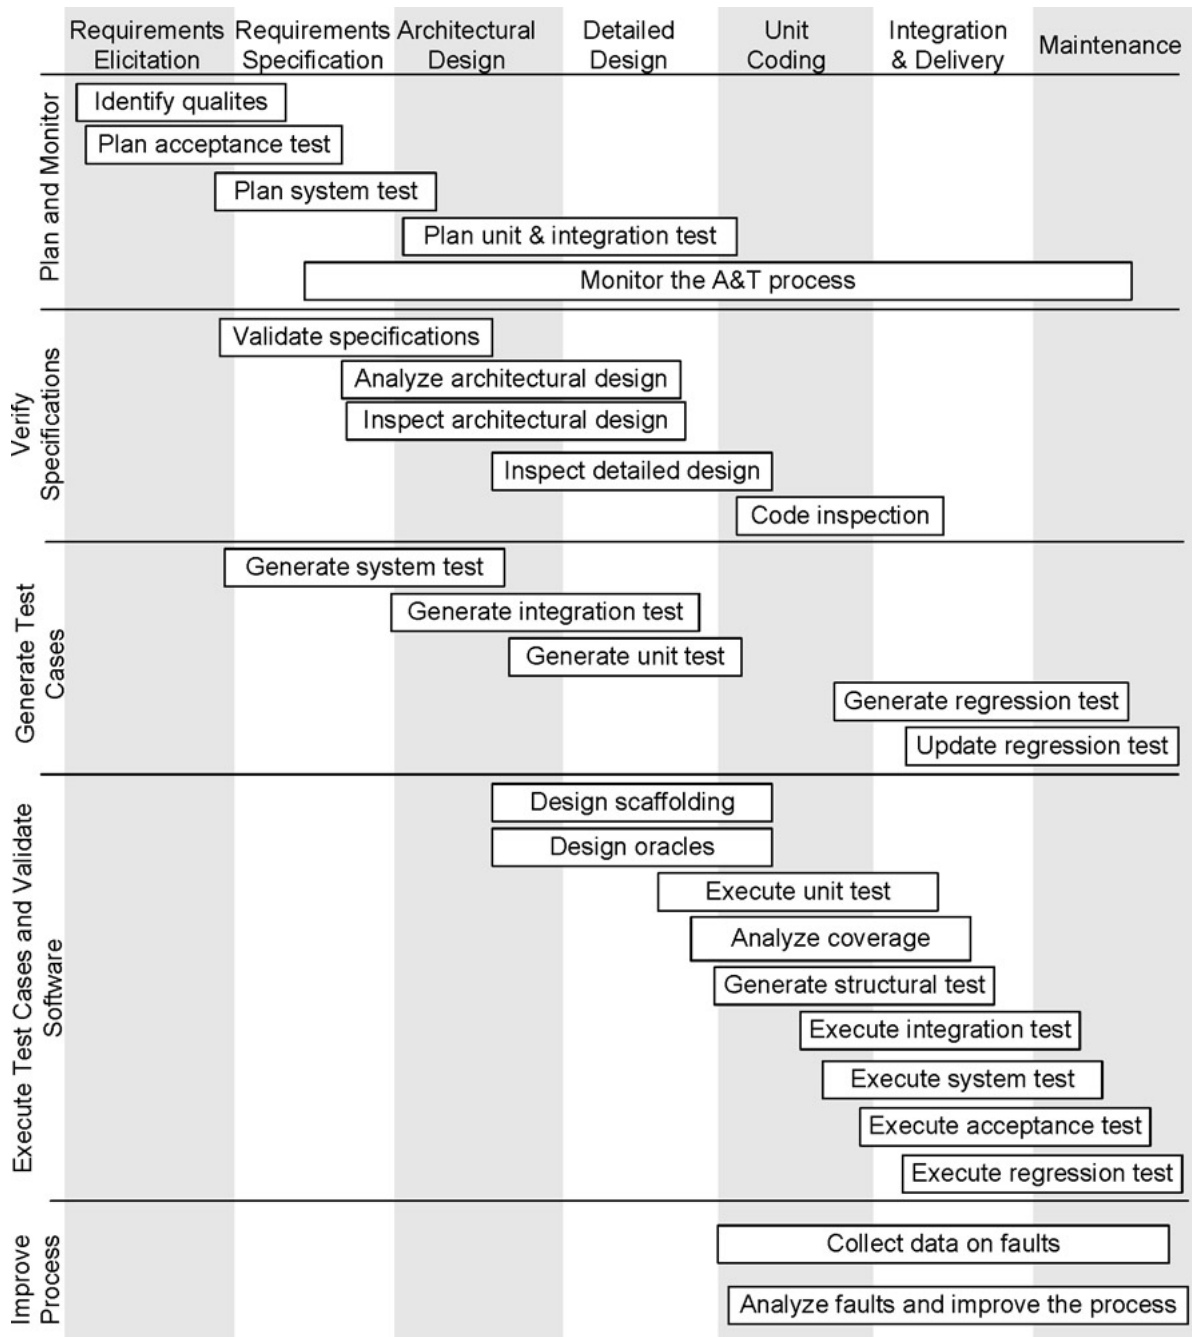 Requirements Elicitation
Requirements Specification
Architectural Design
Detailed Design
Unit Coding
Integration & Delivery
Maintenance
Plan and Monitor
Identify qualites
Plan acceptance test
Plan system test
Plan unit & integration test
Monitor the A&T process
Verify
Specifications
Validate specifications
Analyze architectural design
Inspect architectural design
Inspect detailed design
Code inspection
Generate Test
Cases
Generate system test
Generate integration test
Generate unit test
Generate regression test
Update regression test
Execute Test Cases and Validate
Software
Design scaffolding
Design oracles
Execute unit test
Analyze coverage
Generate structural test
Execute integration test
Execute system test
Execute acceptance test
Execute regression test
Improve
Process
Collect data on faults
Analyze faults and improve the process